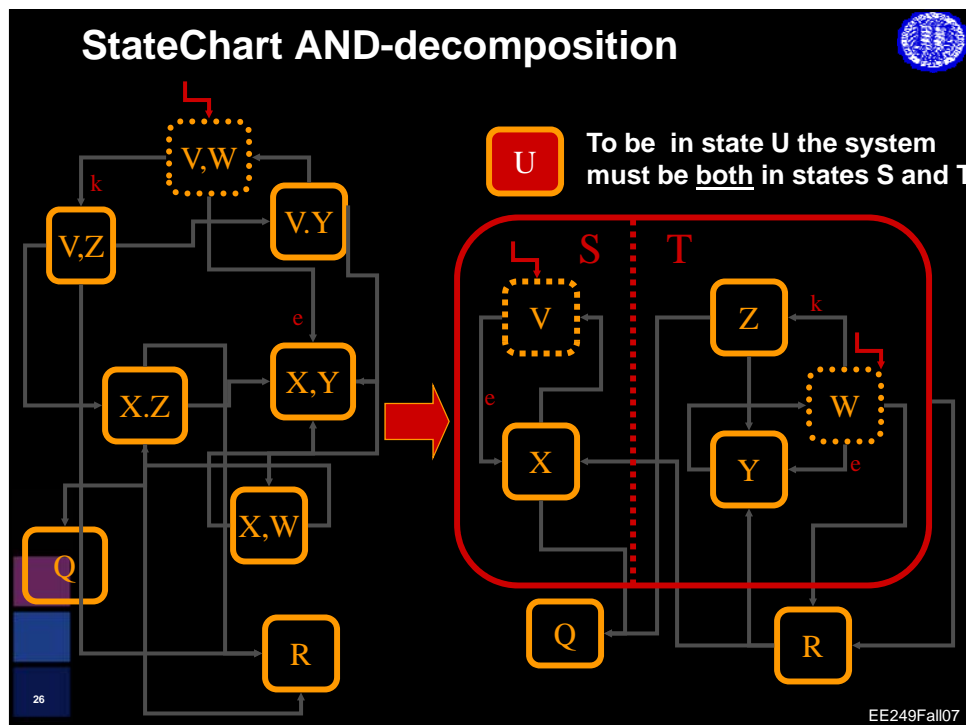 StateChart AND-decomposition
V,W
k
V,Z
V.Y
e
X.Z
X,Y
X,W
Q
R
U
To be in state U the system
must be both in states S and T
S
T
V
e
X
Z
k
W
Y
e
Q
R
26
EE249Fall07